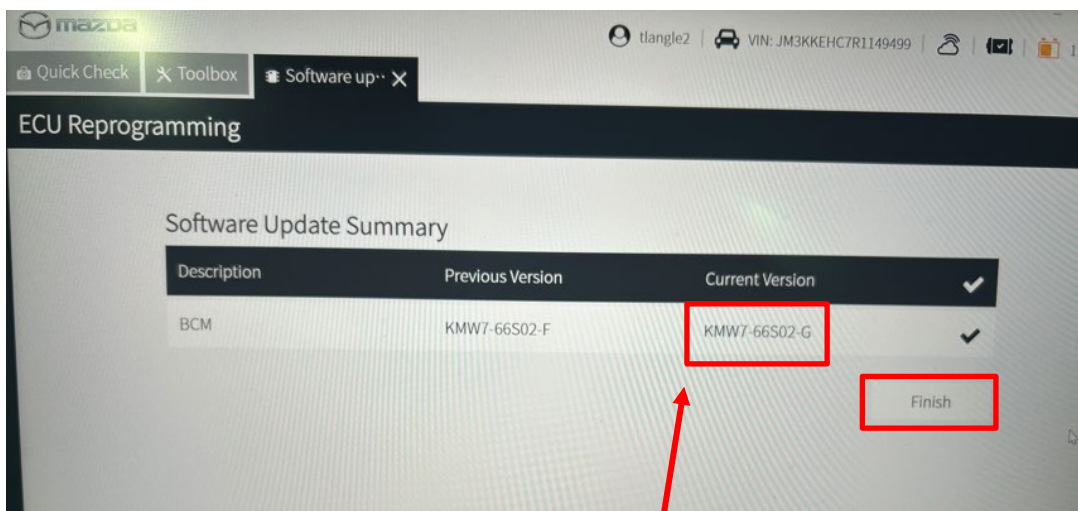 mazda
tlangle2 | VIN: JM3KKEHC7R1149499
Quick Check
Toolbox
Software up··
ECU Reprogramming
Software Update Summary
Description Previous Version Current Version
BCM KMW7-66S02-F KMW7-66S02-G
Finish